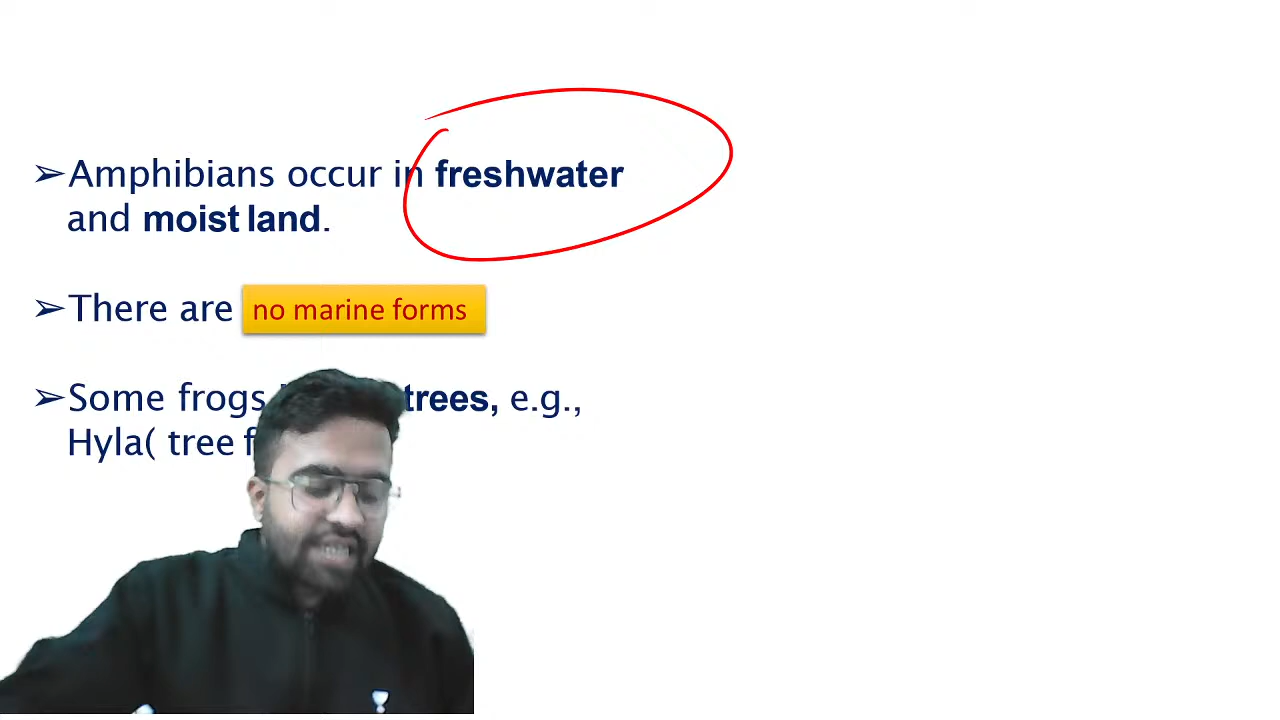 ➢Amphibians occur in freshwater
and moist land.
➢There are no marine forms
➢Some frogs trees, e.g.,
Hyla( tree